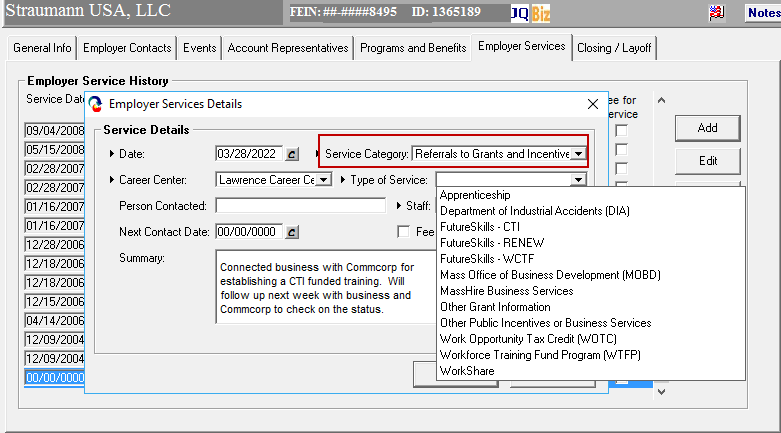 Straumann USA, LLC
FEIN: ##-####8495 ID: 1365189
JQ Biz
Notes
General Info
Employer Contacts
Events
Account Representatives
Programs and Benefits
Employer Services
Closing / Layoff
Employer Service History
Service Date
ee for
ervice
09/04/2008
05/15/2008
02/28/2007
02/28/2007
01/16/2007
01/16/2007
12/28/2006
12/28/2006
12/15/2006
04/14/2006
12/09/2004
12/09/2004
00/00/0000
Add
Edit
Employer Services Details
Service Details
Date: 03/28/2022 C
Service Category: Referrals to Grants and Incentive
Career Center: Lawrence Career Ce
Type of Service:
Person Contacted:
Staff:
Next Contact Date: 00/00/0000 C
Fee
Summary:
Connected business with Commcorp for
establishing a CTI funded training. Will
follow up next week with business and
Commcorp to check on the status.
Apprenticeship
Department of Industrial Accidents (DIA)
FutureSkills - CTI
FutureSkills - RENEW
FutureSkills - WCTF
Mass Office of Business Development (MOBD)
MassHire Business Services
Other Grant Information
Other Public Incentives or Business Services
Work Opportunity Tax Credit (WOTC)
Workforce Training Fund Program (WTFP)
WorkShare